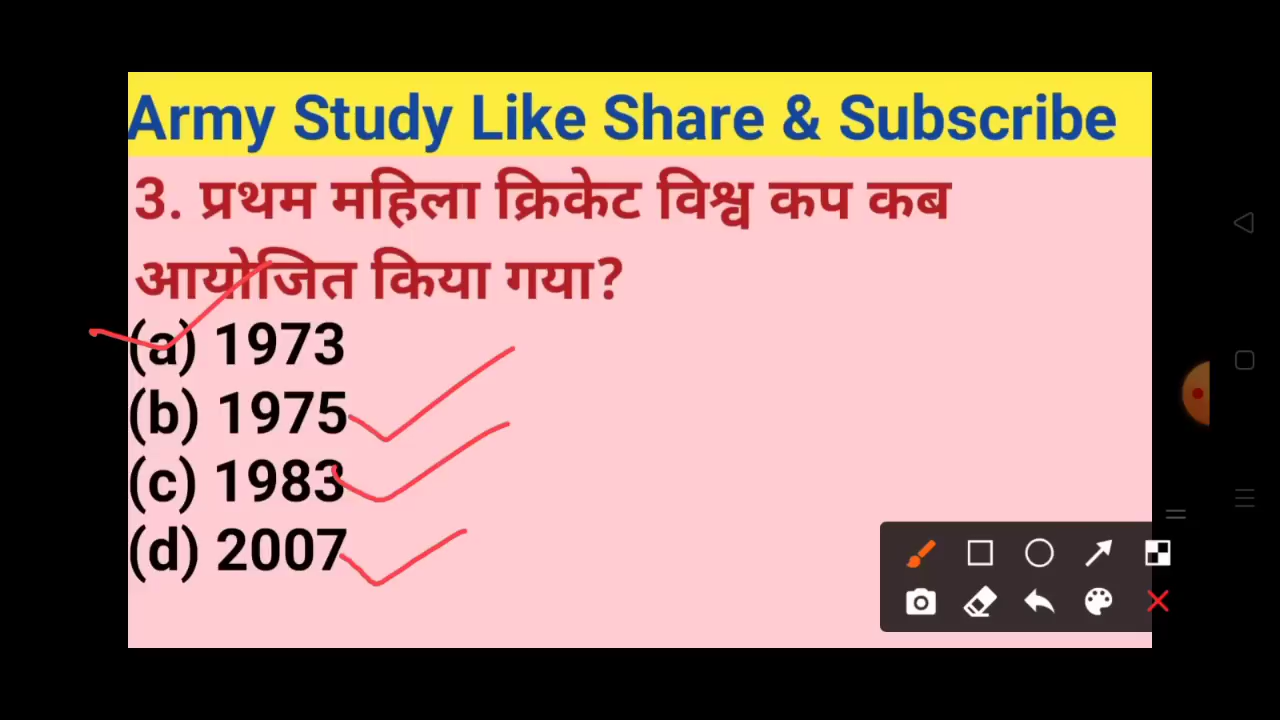 Army Study Like Share & Subscribe
3. प्रथम महिला क्रिकेट विश्व कप कब
आयोजित किया गया?
(a) 1973
(b) 1975
(c) 1983
(d) 2007